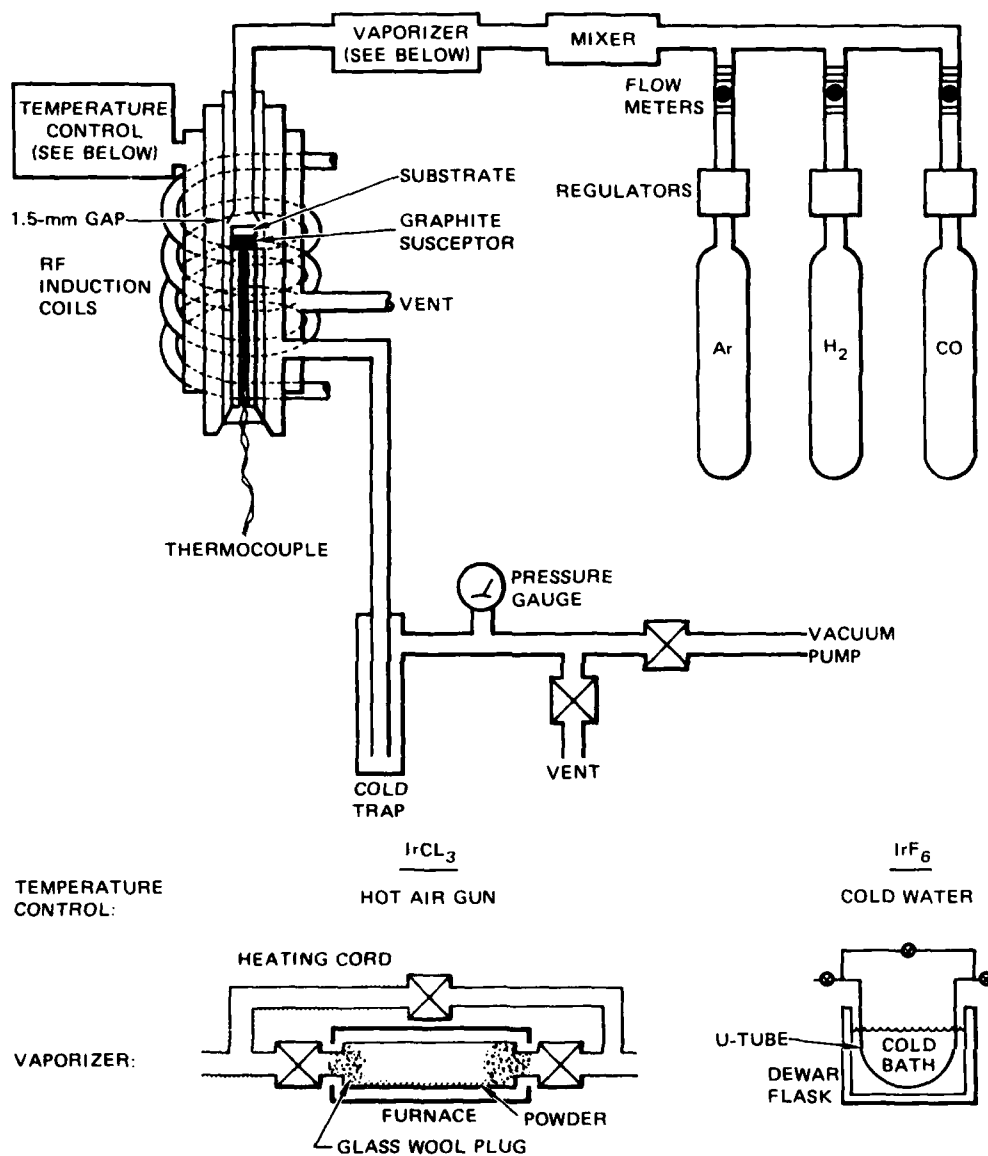 VAPORIZER
(SEE BELOW)
MIXER
FLOW
METERS
TEMPERATURE
CONTROL
(SEE BELOW)
SUBSTRATE
REGULATORS
1.5-mm GAP
GRAPHITE
SUSCEPTOR
RF
INDUCTION
COILS
VENT
Ar
H2
CO
THERMOCOUPLE
PRESSURE
GAUGE
VACUUM
PUMP
VENT
COLD
TRAP
IrCL3
IrF6
TEMPERATURE
CONTROL:
HOT AIR GUN
COLD WATER
HEATING CORD
VAPORIZER:
U-TUBE
COLD
BATH
DEWAR
FLASK
FURNACE
POWDER
GLASS WOOL PLUG